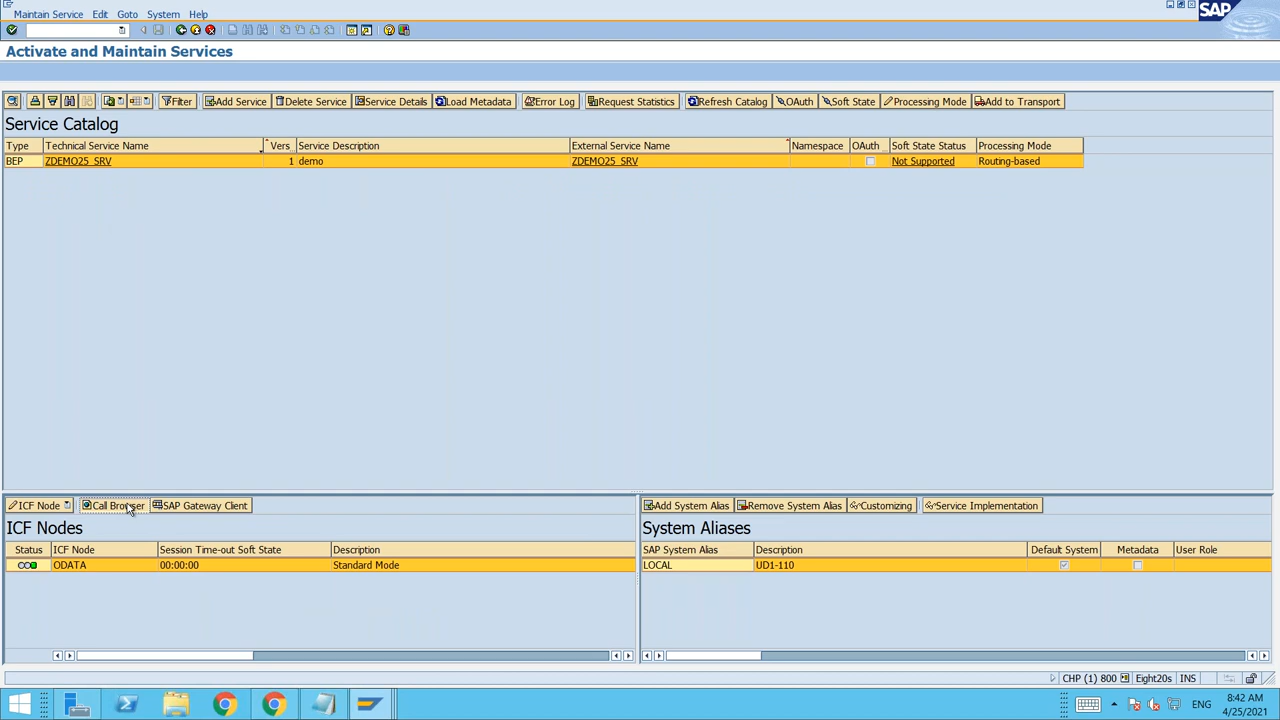 Maintain Service Edit Goto System Help
SAP
Activate and Maintain Services
Filter Add Service Delete Service Service Details Load Metadata Error Log Request Statistics Refresh Catalog OAuth Soft State Processing Mode Add to Transport
Service Catalog
Type Technical Service Name Vers... Service Description External Service Name Namespace OAuth ... Soft State Status Processing Mode
BEP ZDEMO25_SRV 1 demo ZDEMO25_SRV Not Supported Routing-based
ICF Node Call Browser SAP Gateway Client
Add System Alias Remove System Alias Customizing Service Implementation
ICF Nodes
System Aliases
Status ICF Node Session Time-out Soft State Description
SAP System Alias Description Default System Metadata User Role
ODATA 00:00:00 Standard Mode
LOCAL UD1-110
CHP (1) 800 Eight20s INS
ENG
8:42 AM
4/25/2021